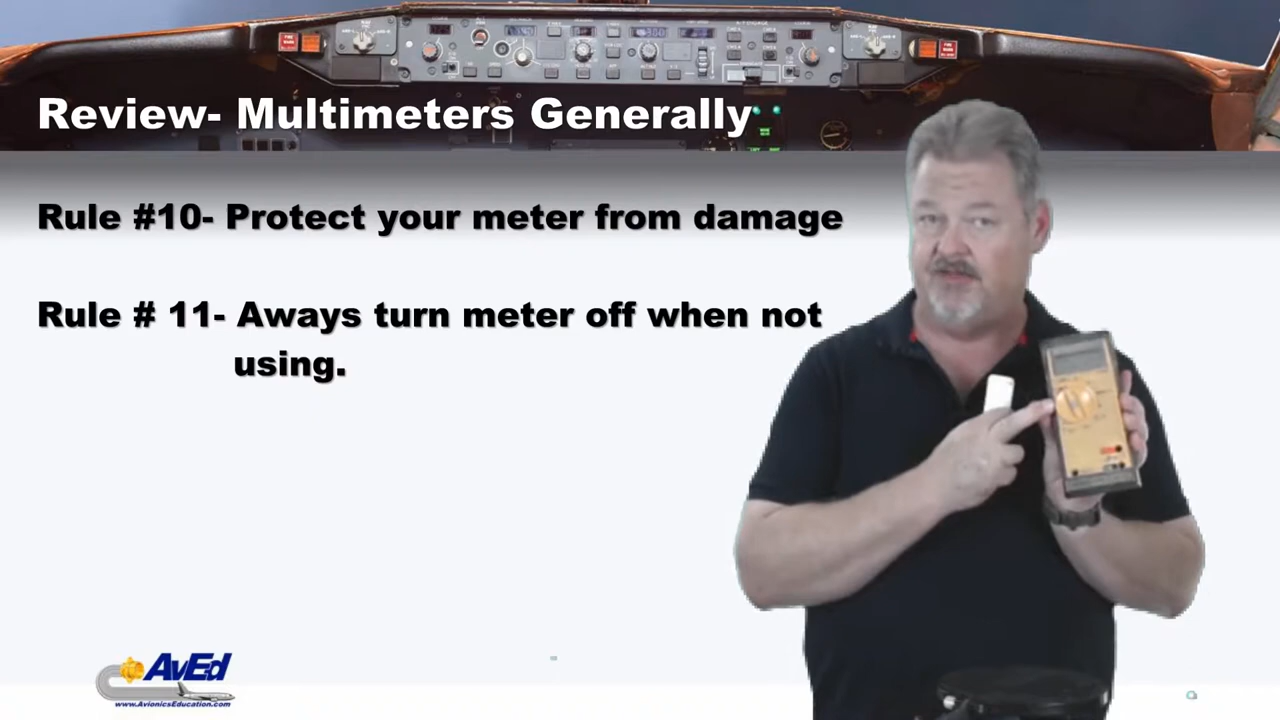 Review- Multimeters Generally
Rule #10- Protect your meter from damage
Rule # 11- Aways turn meter off when not
using.
AvEd
www.AvionicsEducation.com